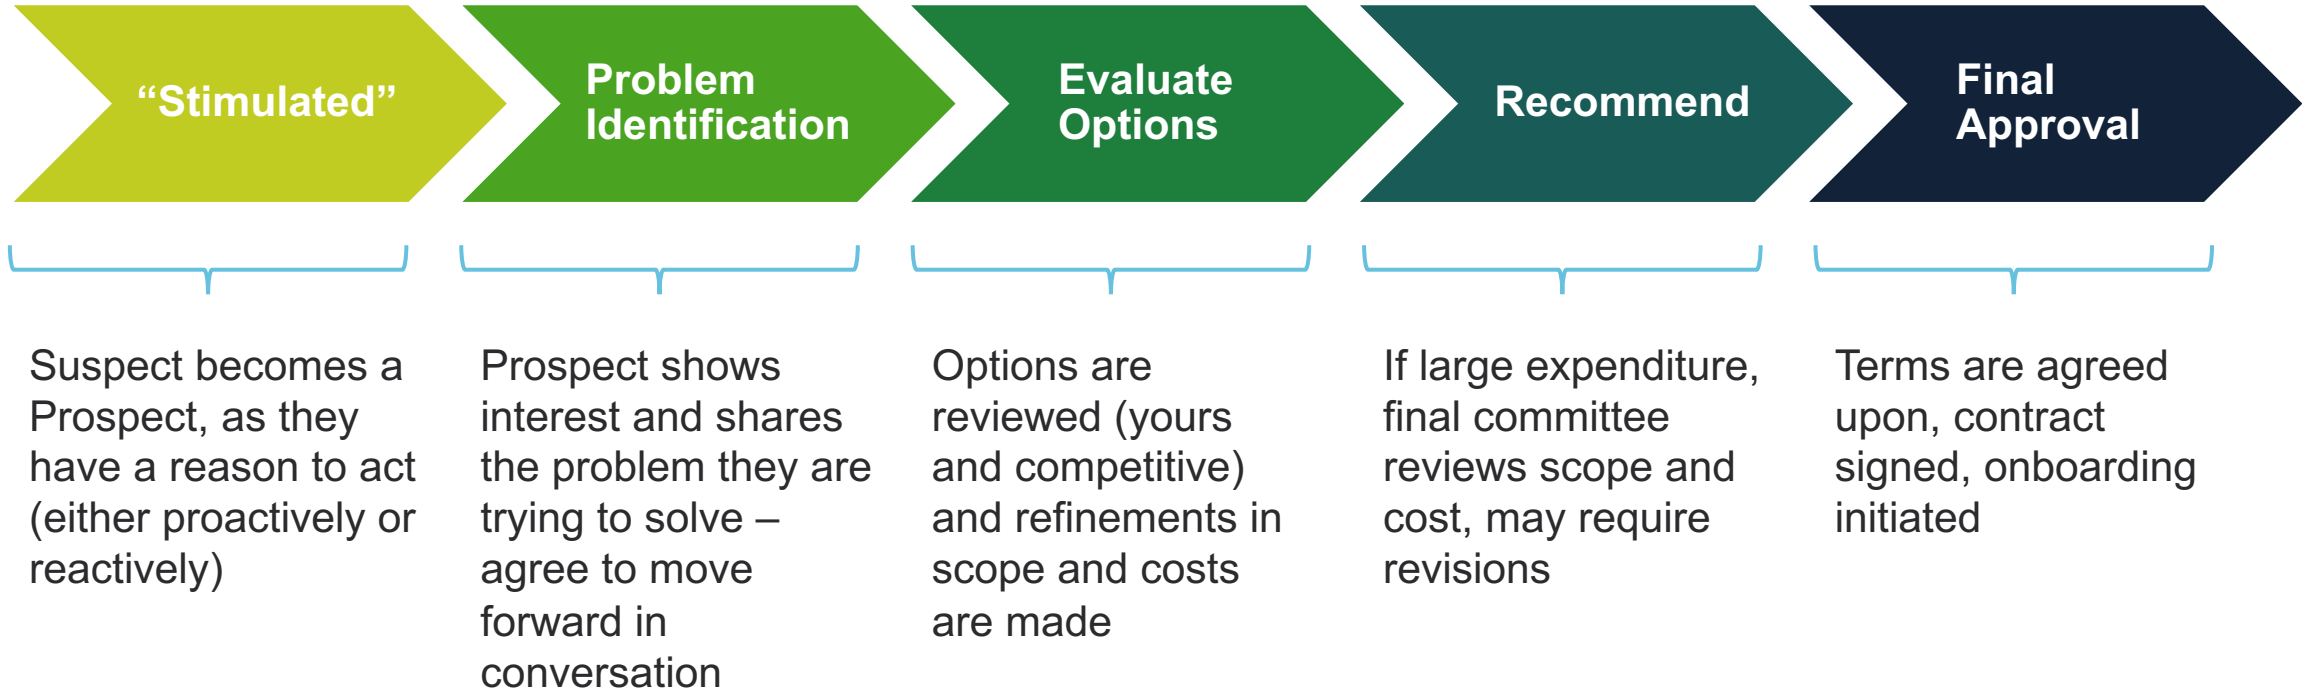 “Stimulated”
Problem
Identification
Evaluate
Options
Recommend
Final
Approval
Suspect becomes a
Prospect, as they
have a reason to act
(either proactively or
reactively)
Prospect shows
interest and shares
the problem they are
trying to solve –
agree to move
forward in
conversation
Options are
reviewed (yours
and competitive)
and refinements in
scope and costs
are made
If large expenditure,
final committee
reviews scope and
cost, may require
revisions
Terms are agreed
upon, contract
signed, onboarding
initiated